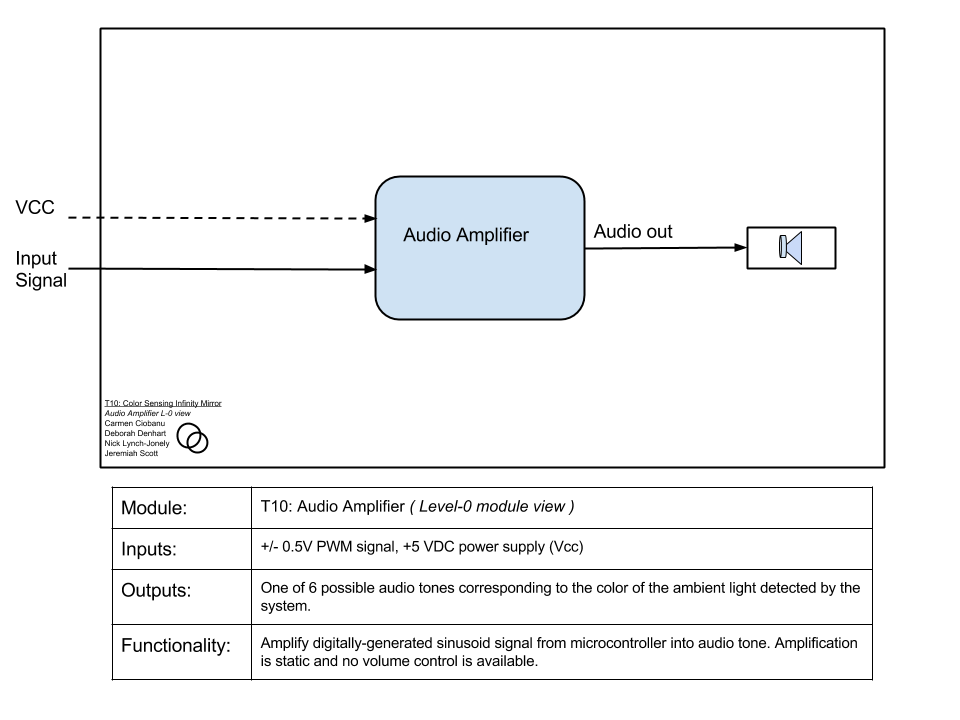 VCC
Input
Signal
Audio Amplifier
Audio out
T10: Color Sensing Infinity Mirror
Audio Amplifier L-0 view
Carmen Ciobanu
Deborah Denhart
Nick Lynch-Jonely
Jeremiah Scott
Module: T10: Audio Amplifier ( Level-0 module view )
Inputs: +/- 0.5V PWM signal, +5 VDC power supply (Vcc)
Outputs: One of 6 possible audio tones corresponding to the color of the ambient light detected by the
system.
Functionality: Amplify digitally-generated sinusoid signal from microcontroller into audio tone. Amplification
is static and no volume control is available.